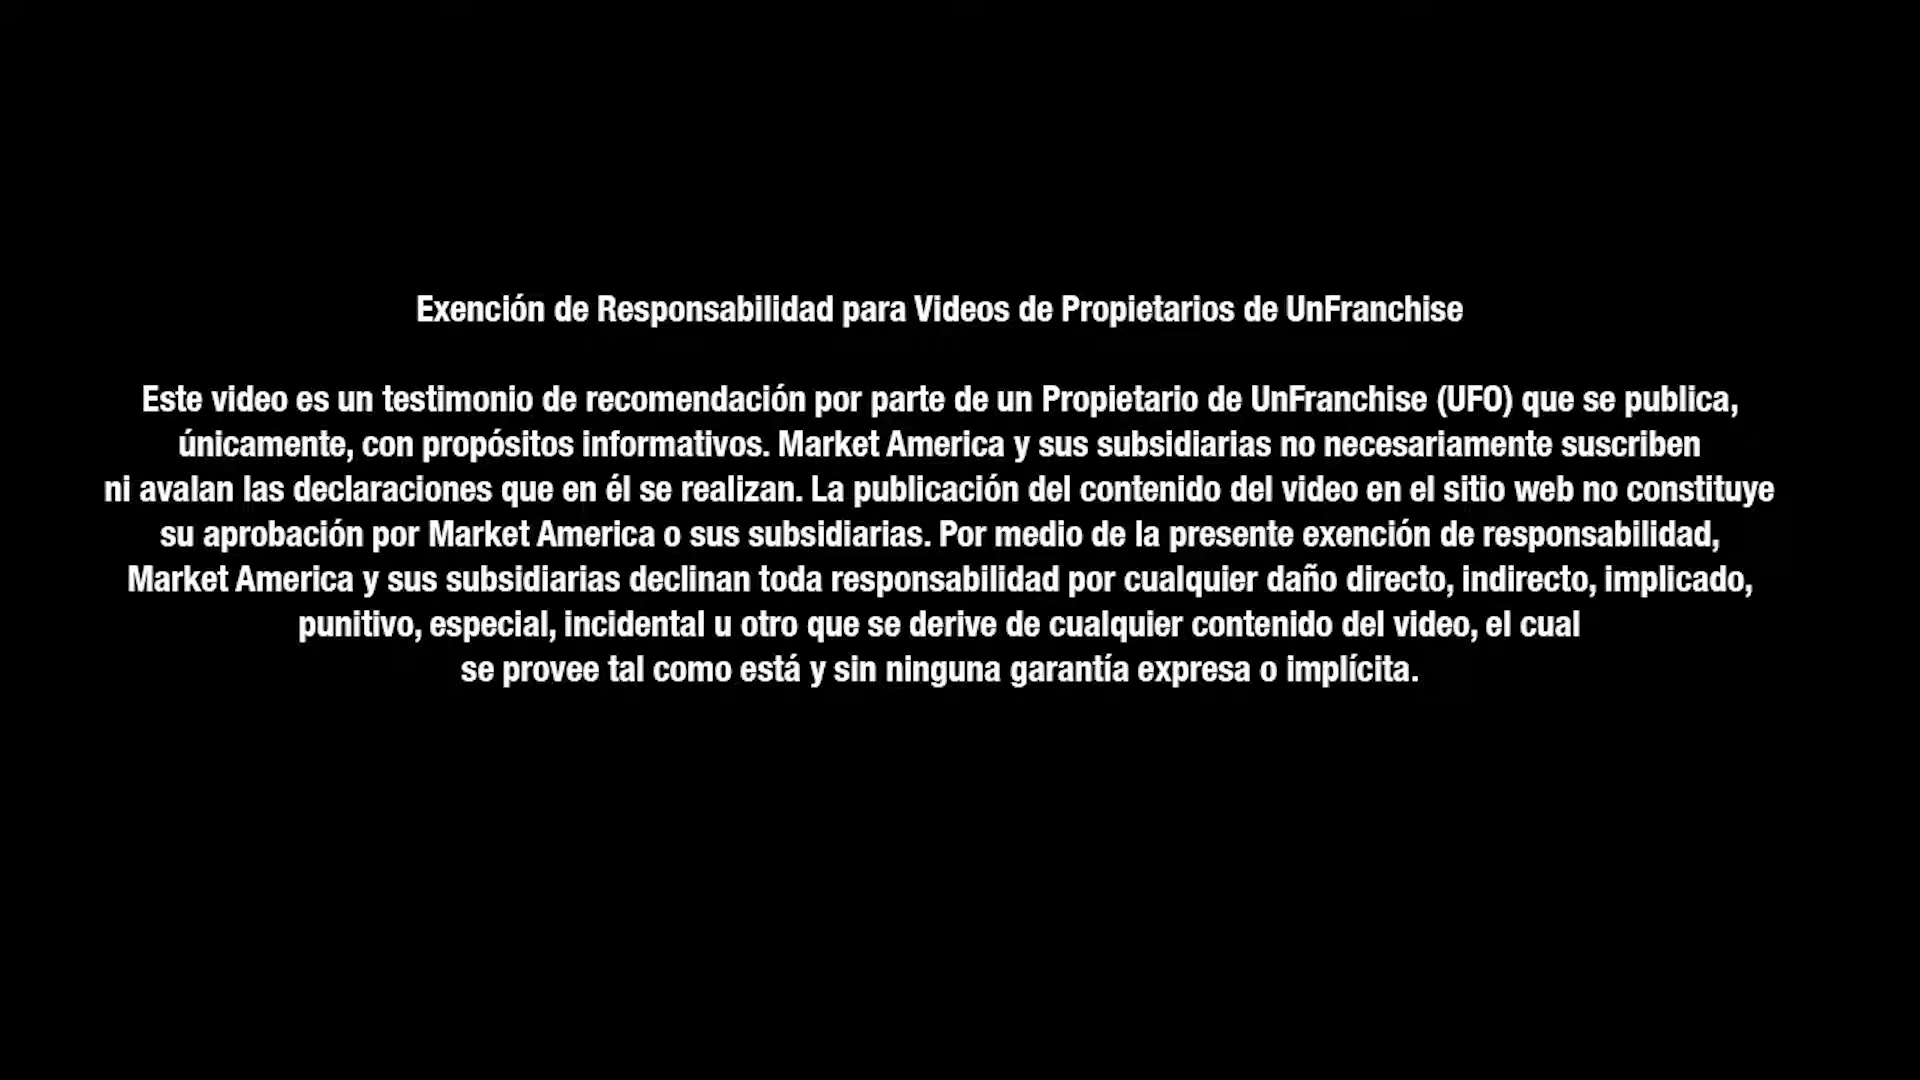 Exención de Responsabilidad para Videos de Propietarios de UnFranchise
Este video es un testimonio de recomendación por parte de un Propietario de UnFranchise (UFO) que se publica,
únicamente, con propósitos informativos. Market America y sus subsidiarias no necesariamente suscriben
ni avalan las declaraciones que en él se realizan. La publicación del contenido del video en el sitio web no constituye
su aprobación por Market America o sus subsidiarias. Por medio de la presente exención de responsabilidad,
Market America y sus subsidiarias declinan toda responsabilidad por cualquier daño directo, indirecto, implicado,
punitivo, especial, incidental u otro que se derive de cualquier contenido del video, el cual
se provee tal como está y sin ninguna garantía expresa o implícita.